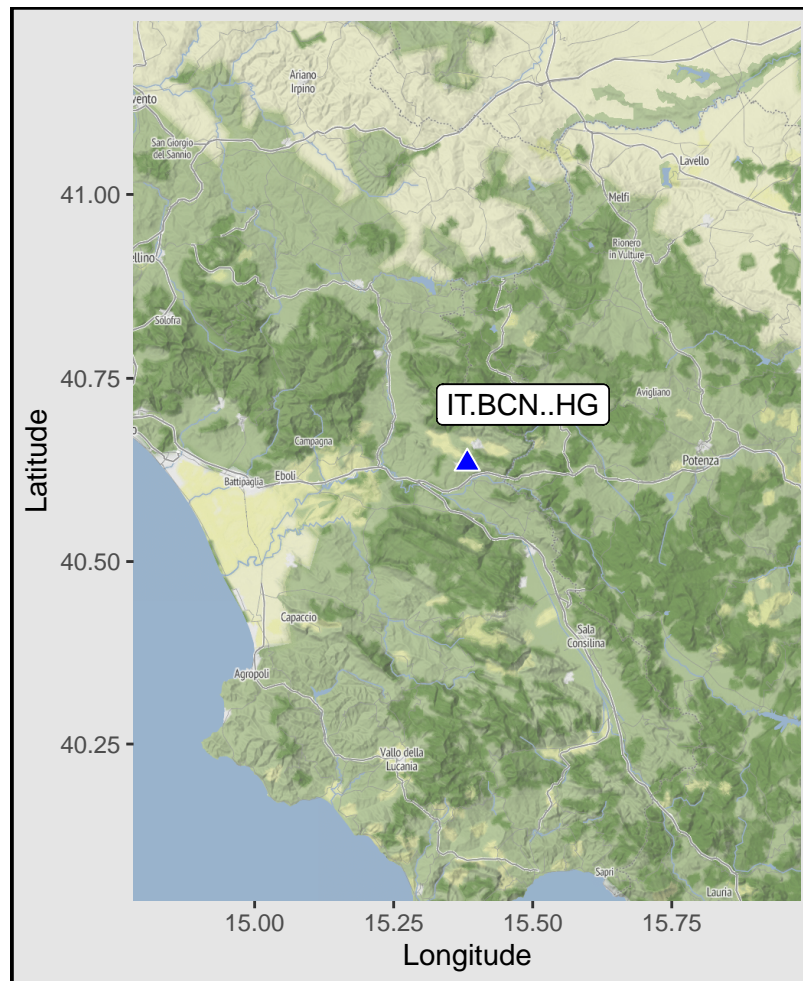 Ariano
Irpino
vento
San Giorgio
del Sannio
Lavello
41.00
Melfi
Rionero
in Vulture
ellino
Solofra
40.75
IT.BCN..HG
Avigliano
Campagna
Potenza
Eboli
Battipaglia
Latitude
40.50
Capaccio
Sala
Consilina
Agropoli
40.25
Vallo della
Lucania
Sapri
Lauria
15.00 15.25 15.50 15.75
Longitude